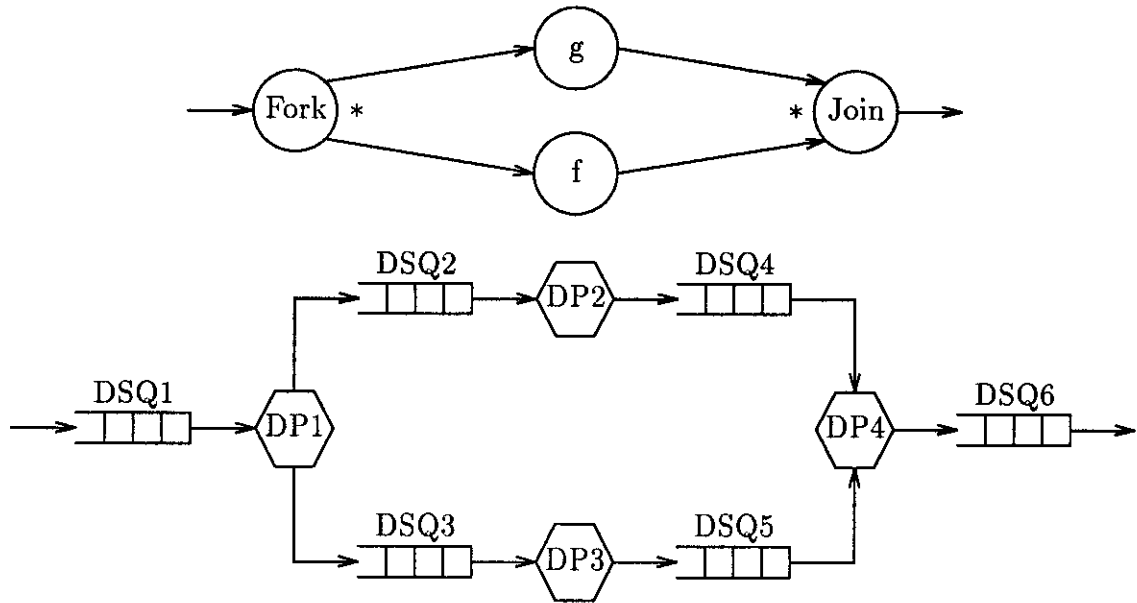 g
Fork * * Join
f
DSQ2 DSQ4
DP2
DSQ1 DSQ6
DP1 DP4
DSQ3 DSQ5
DP3